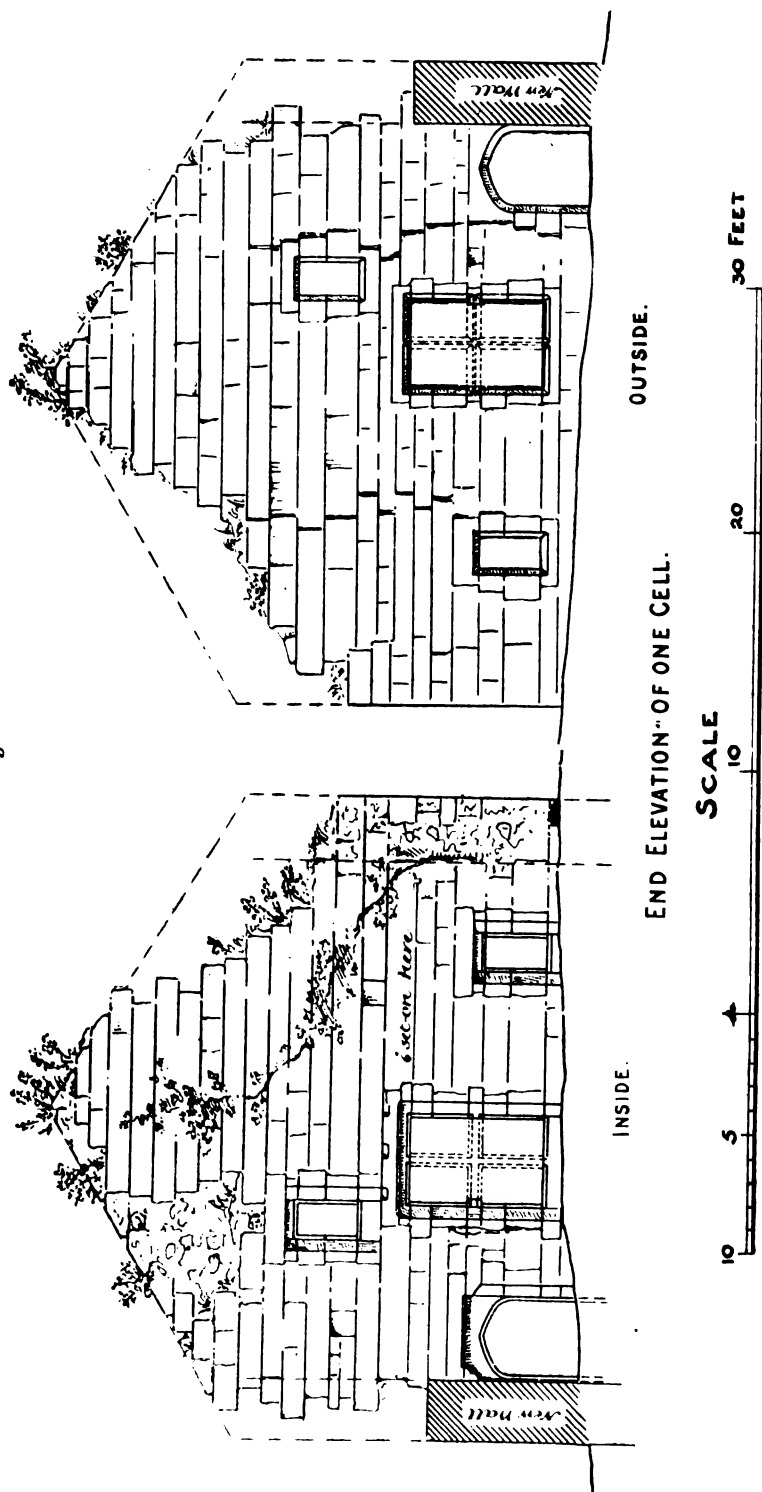 New Wall
6 set-on here
New Wall
INSIDE.
OUTSIDE.
END ELEVATION OF ONE CELL.
SCALE
10 5 10 20 30 FEET